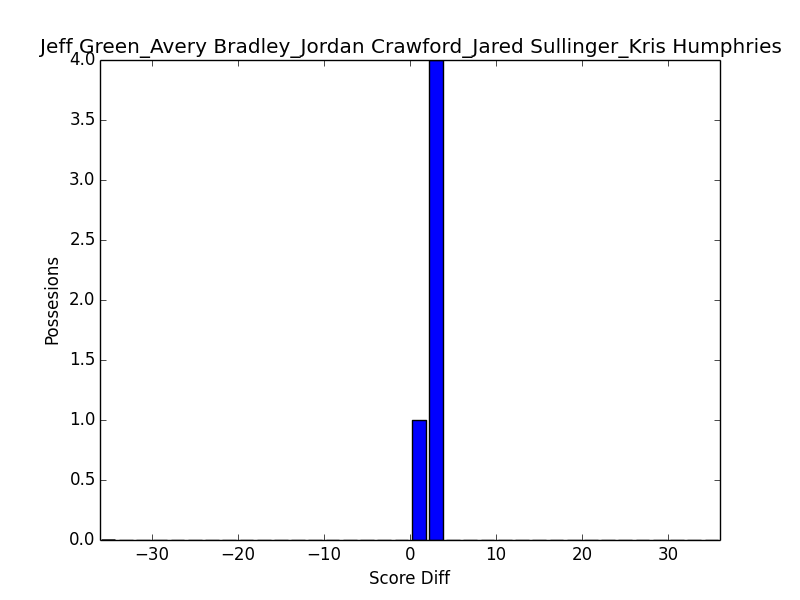 Jeff Green_Avery Bradley_Jordan Crawford_Jared Sullinger_Kris Humphries
4.0
3.5
3.0
2.5
2.0
1.5
1.0
0.5
0.0
Possesions
−30 −20 −10 0 10 20 30
Score Diff